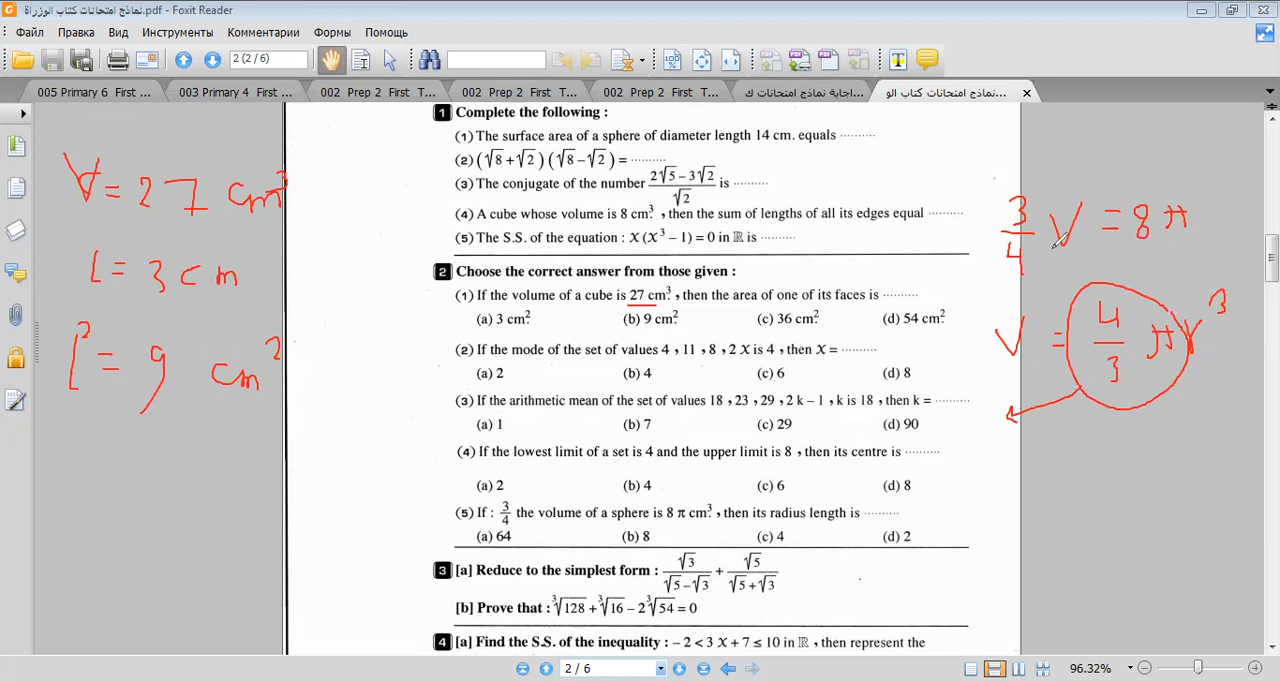 نماذج امتحانات كتاب الوزراة.pdf - Foxit Reader
Файл Правка Вид Инструменты Комментарии Формы Помощь
2 (2 / 6)
005 Primary 6 First ... 003 Primary 4 First ... 002 Prep 2 First T... 002 Prep 2 First T... 002 Prep 2 First T... اجابة نماذج امتحانات ك... نماذج امتحانات كتاب الو...
1 Complete the following :
(1) The surface area of a sphere of diameter length 14 cm. equals ..........
(2) (√8 + √2) (√8 − √2) = ..........
(3) The conjugate of the number (2√5 − 3√2)/√2 is ..........
(4) A cube whose volume is 8 cm³, then the sum of lengths of all its edges equal ..........
(5) The S.S. of the equation : X (X³ − 1) = 0 in ℝ is ..........
2 Choose the correct answer from those given :
(1) If the volume of a cube is 27 cm³, then the area of one of its faces is ..........
(a) 3 cm². (b) 9 cm². (c) 36 cm². (d) 54 cm².
(2) If the mode of the set of values 4 , 11 , 8 , 2 X is 4 , then X = ..........
(a) 2 (b) 4 (c) 6 (d) 8
(3) If the arithmetic mean of the set of values 18 , 23 , 29 , 2 k − 1 , k is 18 , then k = ..........
(a) 1 (b) 7 (c) 29 (d) 90
(4) If the lowest limit of a set is 4 and the upper limit is 8 , then its centre is ..........
(a) 2 (b) 4 (c) 6 (d) 8
(5) If : 3/4 the volume of a sphere is 8 π cm³, then its radius length is ..........
(a) 64 (b) 8 (c) 4 (d) 2
3 [a] Reduce to the simplest form : √3/(√5 − √3) + √5/(√5 + √3)
[b] Prove that : ∛128 + ∛16 − 2 ∛54 = 0
4 [a] Find the S.S. of the inequality : − 2 < 3 X + 7 ≤ 10 in ℝ , then represent the
V = 27 cm³
l = 3 cm
l² = 9 cm²
3/4 V = 8 π
V = 4/3 π r³
2 / 6
96.32%